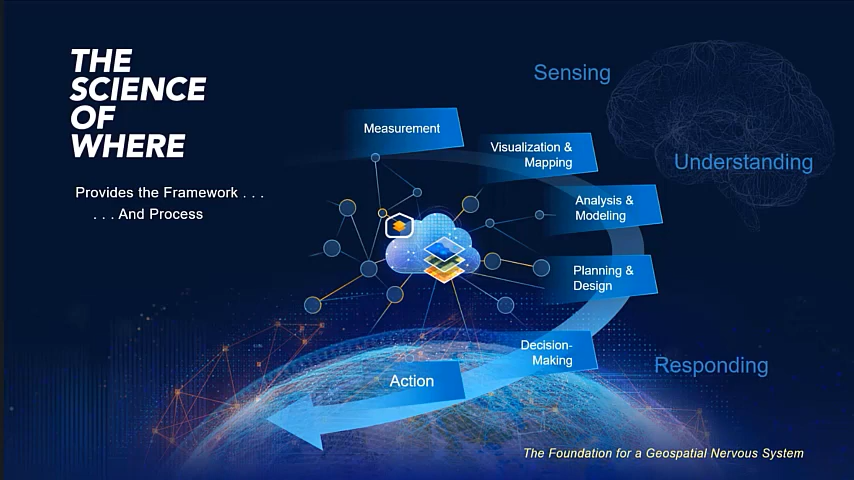 THE
SCIENCE
OF
WHERE
Provides the Framework . . .
. . . And Process
Sensing
Understanding
Responding
Measurement
Visualization &
Mapping
Analysis &
Modeling
Planning &
Design
Decision-
Making
Action
The Foundation for a Geospatial Nervous System